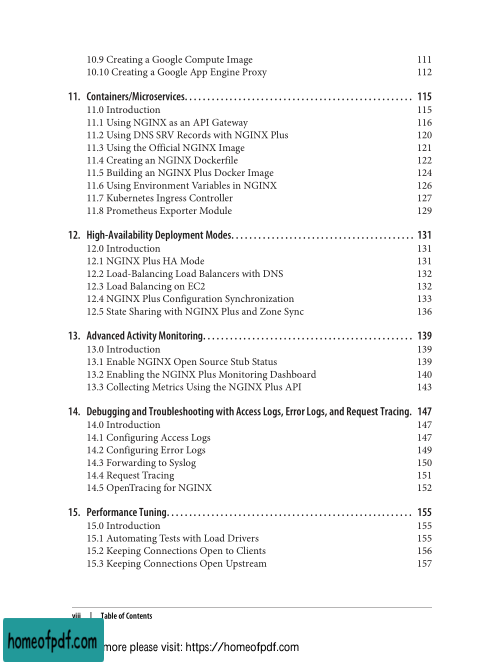 10.9 Creating a Google Compute Image 111
10.10 Creating a Google App Engine Proxy 112
11. Containers/Microservices. . . . . . . . . . . . . . . . . . . . . . . . . . . . . . . . . . . . . . . . . . . . . . . . . . 115
11.0 Introduction 115
11.1 Using NGINX as an API Gateway 116
11.2 Using DNS SRV Records with NGINX Plus 120
11.3 Using the Official NGINX Image 121
11.4 Creating an NGINX Dockerfile 122
11.5 Building an NGINX Plus Docker Image 124
11.6 Using Environment Variables in NGINX 126
11.7 Kubernetes Ingress Controller 127
11.8 Prometheus Exporter Module 129
12. High-Availability Deployment Modes. . . . . . . . . . . . . . . . . . . . . . . . . . . . . . . . . . . . . . . . 131
12.0 Introduction 131
12.1 NGINX Plus HA Mode 131
12.2 Load-Balancing Load Balancers with DNS 132
12.3 Load Balancing on EC2 132
12.4 NGINX Plus Configuration Synchronization 133
12.5 State Sharing with NGINX Plus and Zone Sync 136
13. Advanced Activity Monitoring. . . . . . . . . . . . . . . . . . . . . . . . . . . . . . . . . . . . . . . . . . . . . . 139
13.0 Introduction 139
13.1 Enable NGINX Open Source Stub Status 139
13.2 Enabling the NGINX Plus Monitoring Dashboard 140
13.3 Collecting Metrics Using the NGINX Plus API 143
14. Debugging and Troubleshooting with Access Logs, Error Logs, and Request Tracing. 147
14.0 Introduction 147
14.1 Configuring Access Logs 147
14.2 Configuring Error Logs 149
14.3 Forwarding to Syslog 150
14.4 Request Tracing 151
14.5 OpenTracing for NGINX 152
15. Performance Tuning. . . . . . . . . . . . . . . . . . . . . . . . . . . . . . . . . . . . . . . . . . . . . . . . . . . . . . 155
15.0 Introduction 155
15.1 Automating Tests with Load Drivers 155
15.2 Keeping Connections Open to Clients 156
15.3 Keeping Connections Open Upstream 157
viii | Table of Contents
homeofpdf.com more please visit: https://homeofpdf.com